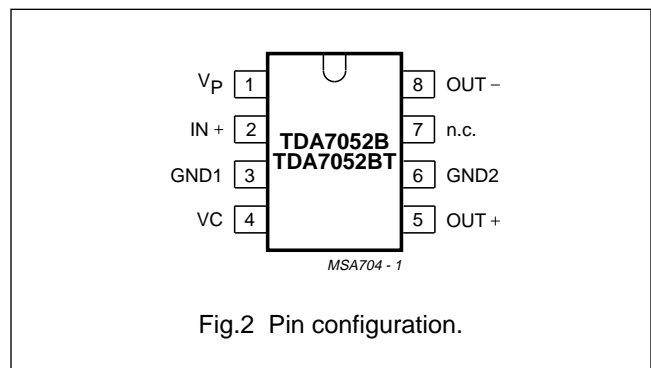 VP 1 8 OUT −
IN + 2 7 n.c.
TDA7052B
TDA7052BT
GND1 3 6 GND2
VC 4 5 OUT +
MSA704 - 1
Fig.2 Pin configuration.